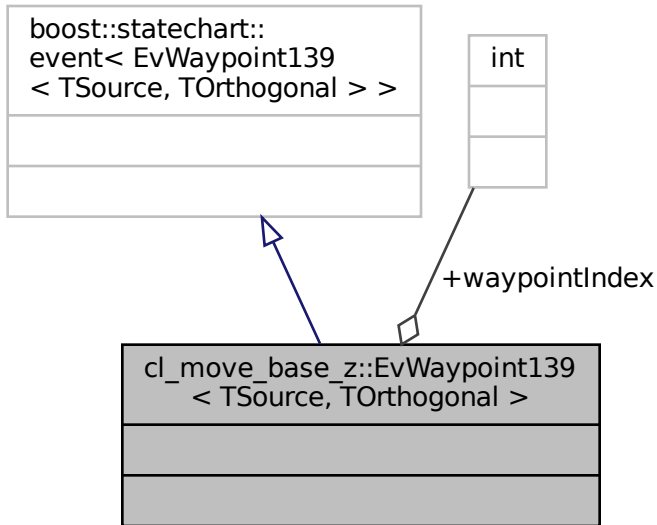 boost::statechart::
event< EvWaypoint139
< TSource, TOrthogonal > >
int
+waypointIndex
cl_move_base_z::EvWaypoint139
< TSource, TOrthogonal >